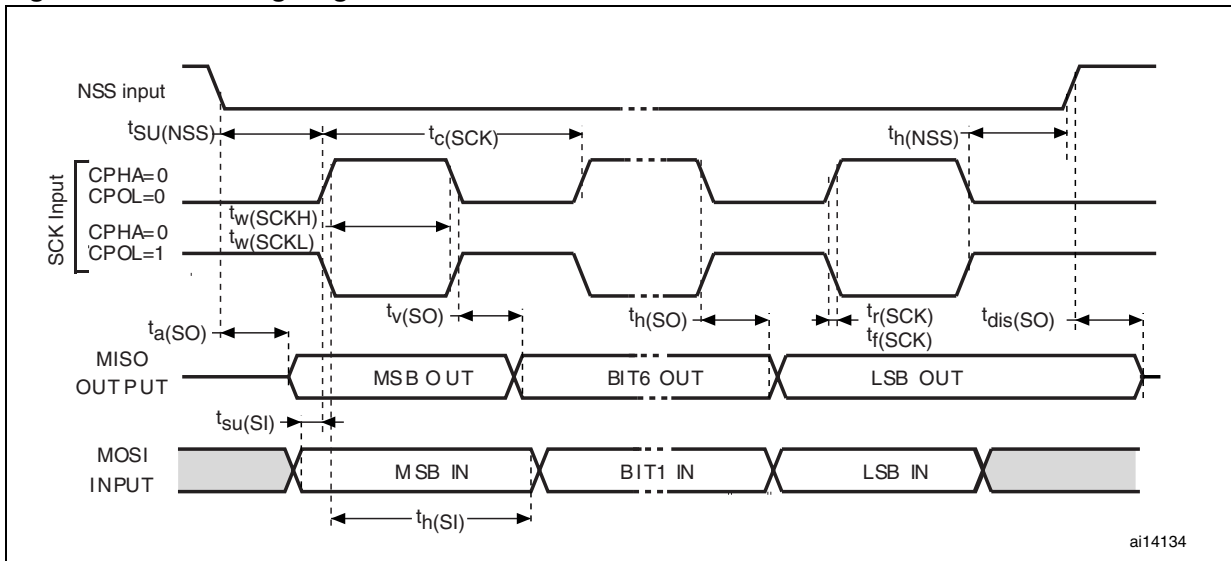 NSS input
tSU(NSS)
tc(SCK)
th(NSS)
SCK Input
CPHA=0
CPOL=0
tw(SCKH)
tw(SCKL)
CPHA=0
CPOL=1
ta(SO)
tv(SO)
th(SO)
tr(SCK)
tf(SCK)
tdis(SO)
MISO
OUTPUT
MSB OUT
BIT6 OUT
LSB OUT
tsu(SI)
MOSI
INPUT
MSB IN
BIT1 IN
LSB IN
th(SI)
ai14134